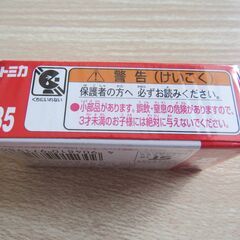 トミカ
35
くちにいれない
⚠警告(けいこく)
保護者の方へ 必ずお読みください。
●小部品があります。誤飲・窒息の危険がありますので、
3才未満のお子様には絶対に与えないでください。